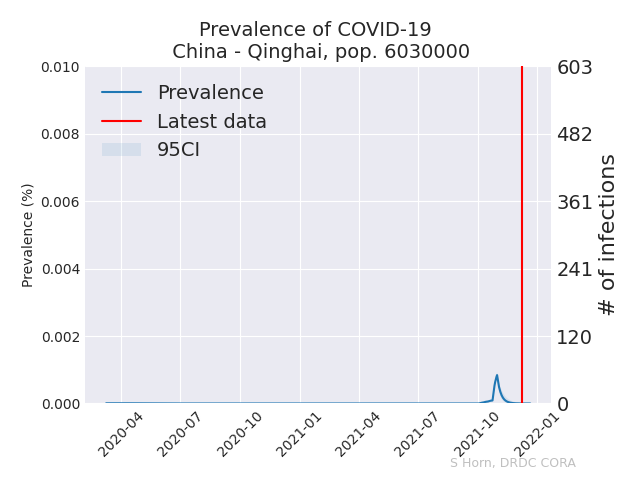 Prevalence of COVID-19
China - Qinghai, pop. 6030000
Prevalence
Latest data
95CI
Prevalence (%)
0.010
0.008
0.006
0.004
0.002
0.000
603
482
361
241
120
0
# of infections
2020-04
2020-07
2020-10
2021-01
2021-04
2021-07
2021-10
2022-01
S Horn, DRDC CORA